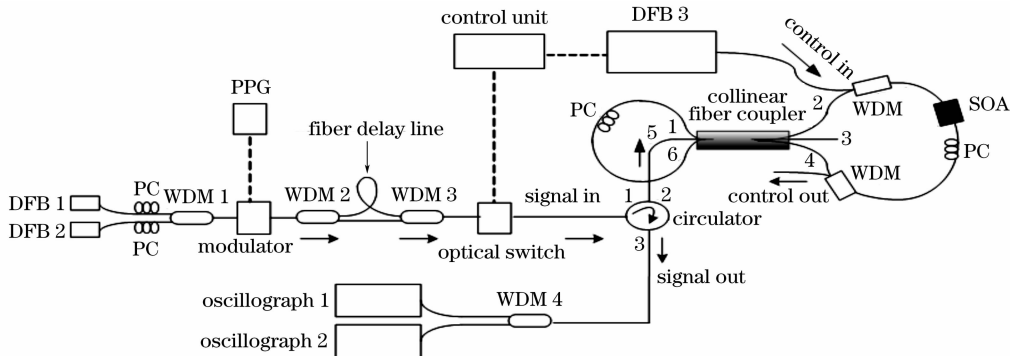 control unit
DFB 3
control in
PPG
PC
collinear
fiber coupler
2
WDM
SOA
fiber delay line
5
1
3
PC
6
4
WDM
PC
WDM 1
WDM 2
WDM 3
signal in
1
2
control out
DFB 1
DFB 2
PC
modulator
optical switch
circulator
3
signal out
oscillograph 1
WDM 4
oscillograph 2